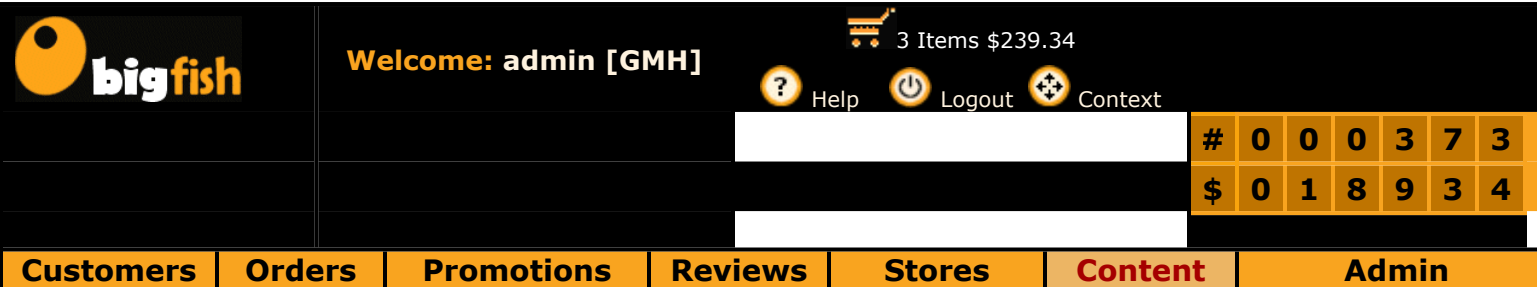 bigfish
Welcome: admin [GMH]
3 Items $239.34
? Help Logout Context
# 0 0 0 3 7 3
$ 0 1 8 9 3 4
Customers Orders Promotions Reviews Stores Content Admin